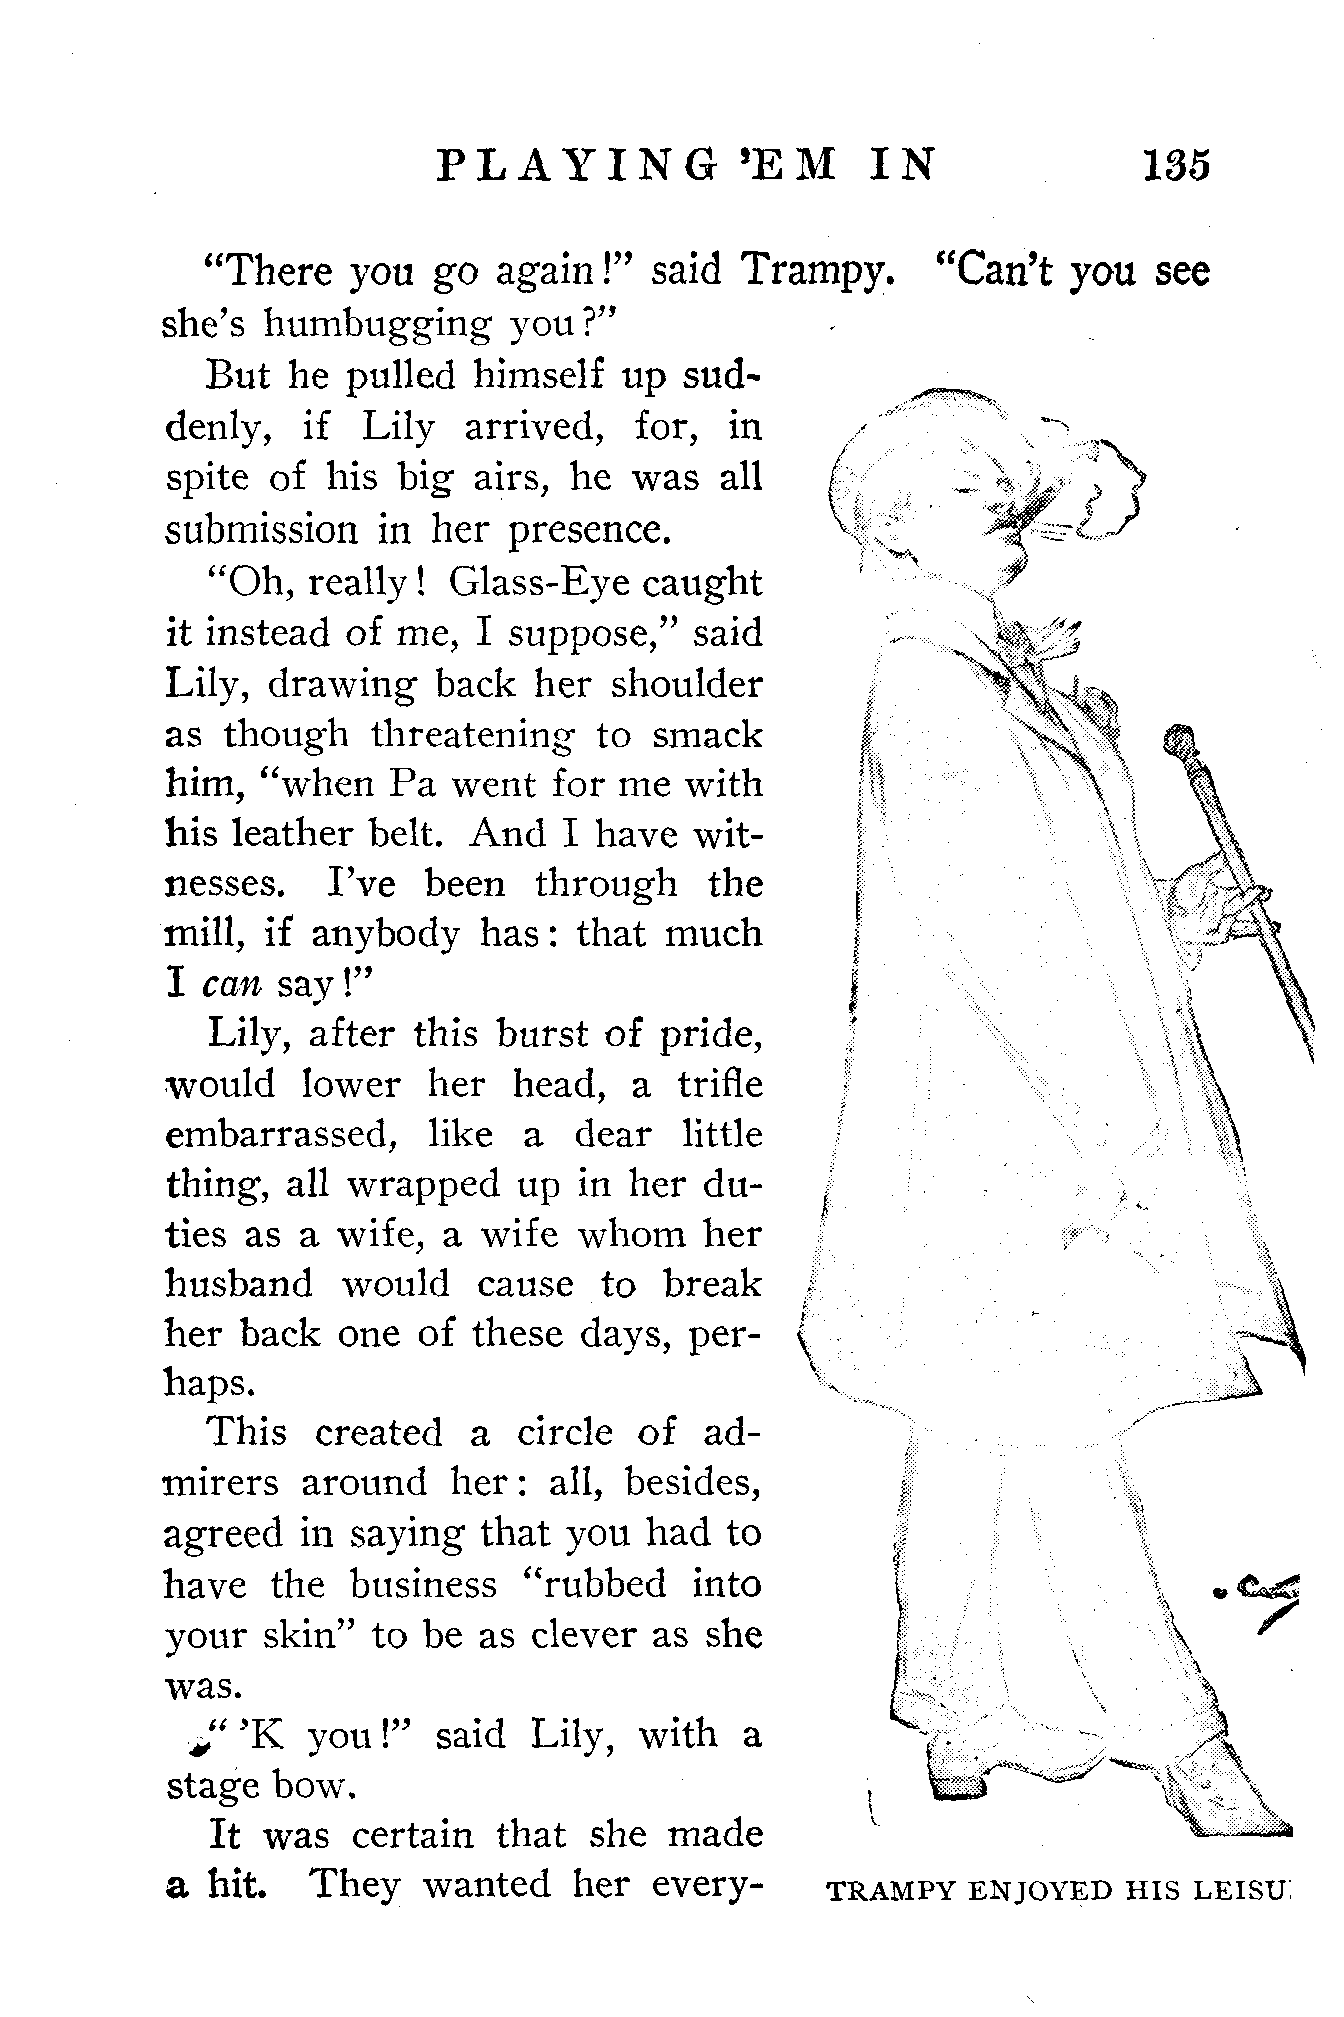 PLAYING 'EM IN 135
“There you go again!” said Trampy. “Can't you see
she's humbugging you?”
But he pulled himself up sud-
denly, if Lily arrived, for, in
spite of his big airs, he was all
submission in her presence.
“Oh, really! Glass-Eye caught
it instead of me, I suppose,” said
Lily, drawing back her shoulder
as though threatening to smack
him, “when Pa went for me with
his leather belt. And I have wit-
nesses. I've been through the
mill, if anybody has: that much
I can say!”
Lily, after this burst of pride,
would lower her head, a trifle
embarrassed, like a dear little
thing, all wrapped up in her du-
ties as a wife, a wife whom her
husband would cause to break
her back one of these days, per-
haps.
This created a circle of ad-
mirers around her: all, besides,
agreed in saying that you had to
have the business “rubbed into
your skin” to be as clever as she
was.
“'K you!” said Lily, with a
stage bow.
It was certain that she made
a hit. They wanted her every-
TRAMPY ENJOYED HIS